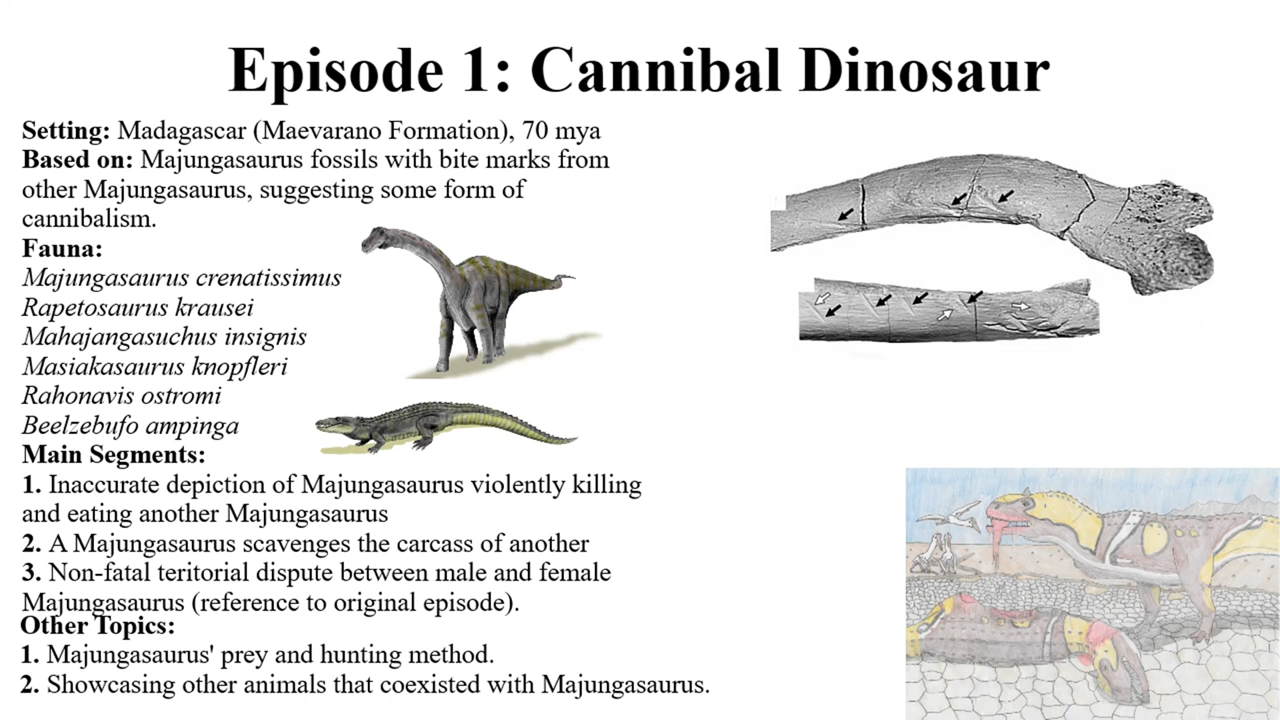 Episode 1: Cannibal Dinosaur
Setting: Madagascar (Maevarano Formation), 70 mya
Based on: Majungasaurus fossils with bite marks from
other Majungasaurus, suggesting some form of
cannibalism.
Fauna:
Majungasaurus crenatissimus
Rapetosaurus krausei
Mahajangasuchus insignis
Masiakasaurus knopfleri
Rahonavis ostromi
Beelzebufo ampinga
Main Segments:
1. Inaccurate depiction of Majungasaurus violently killing
and eating another Majungasaurus
2. A Majungasaurus scavenges the carcass of another
3. Non-fatal teritorial dispute between male and female
Majungasaurus (reference to original episode).
Other Topics:
1. Majungasaurus' prey and hunting method.
2. Showcasing other animals that coexisted with Majungasaurus.